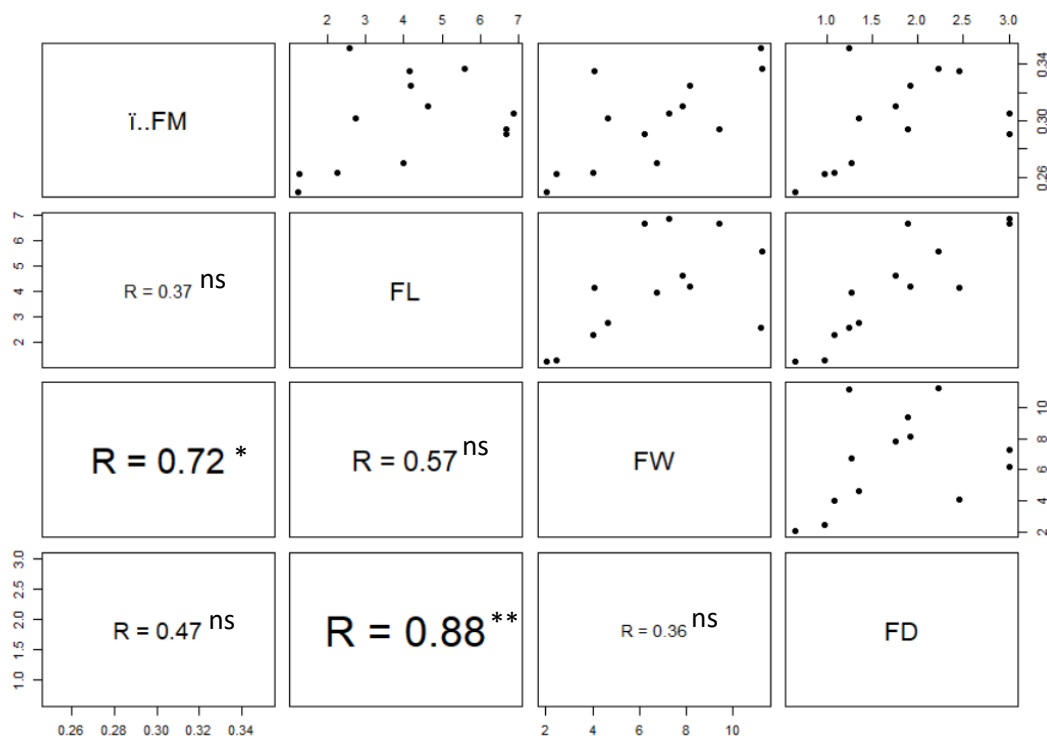 2 3 4 5 6 7
1.0 1.5 2.0 2.5 3.0
ï..FM
0.26 0.30 0.34
1 2 3 4 5 6 7
R = 0.37 ns
FL
R = 0.72 *
R = 0.57 ns
FW
2 4 6 8 10
1.0 1.5 2.0 2.5 3.0
R = 0.47 ns
R = 0.88 **
R = 0.36 ns
FD
0.26 0.28 0.30 0.32 0.34
2 4 6 8 10